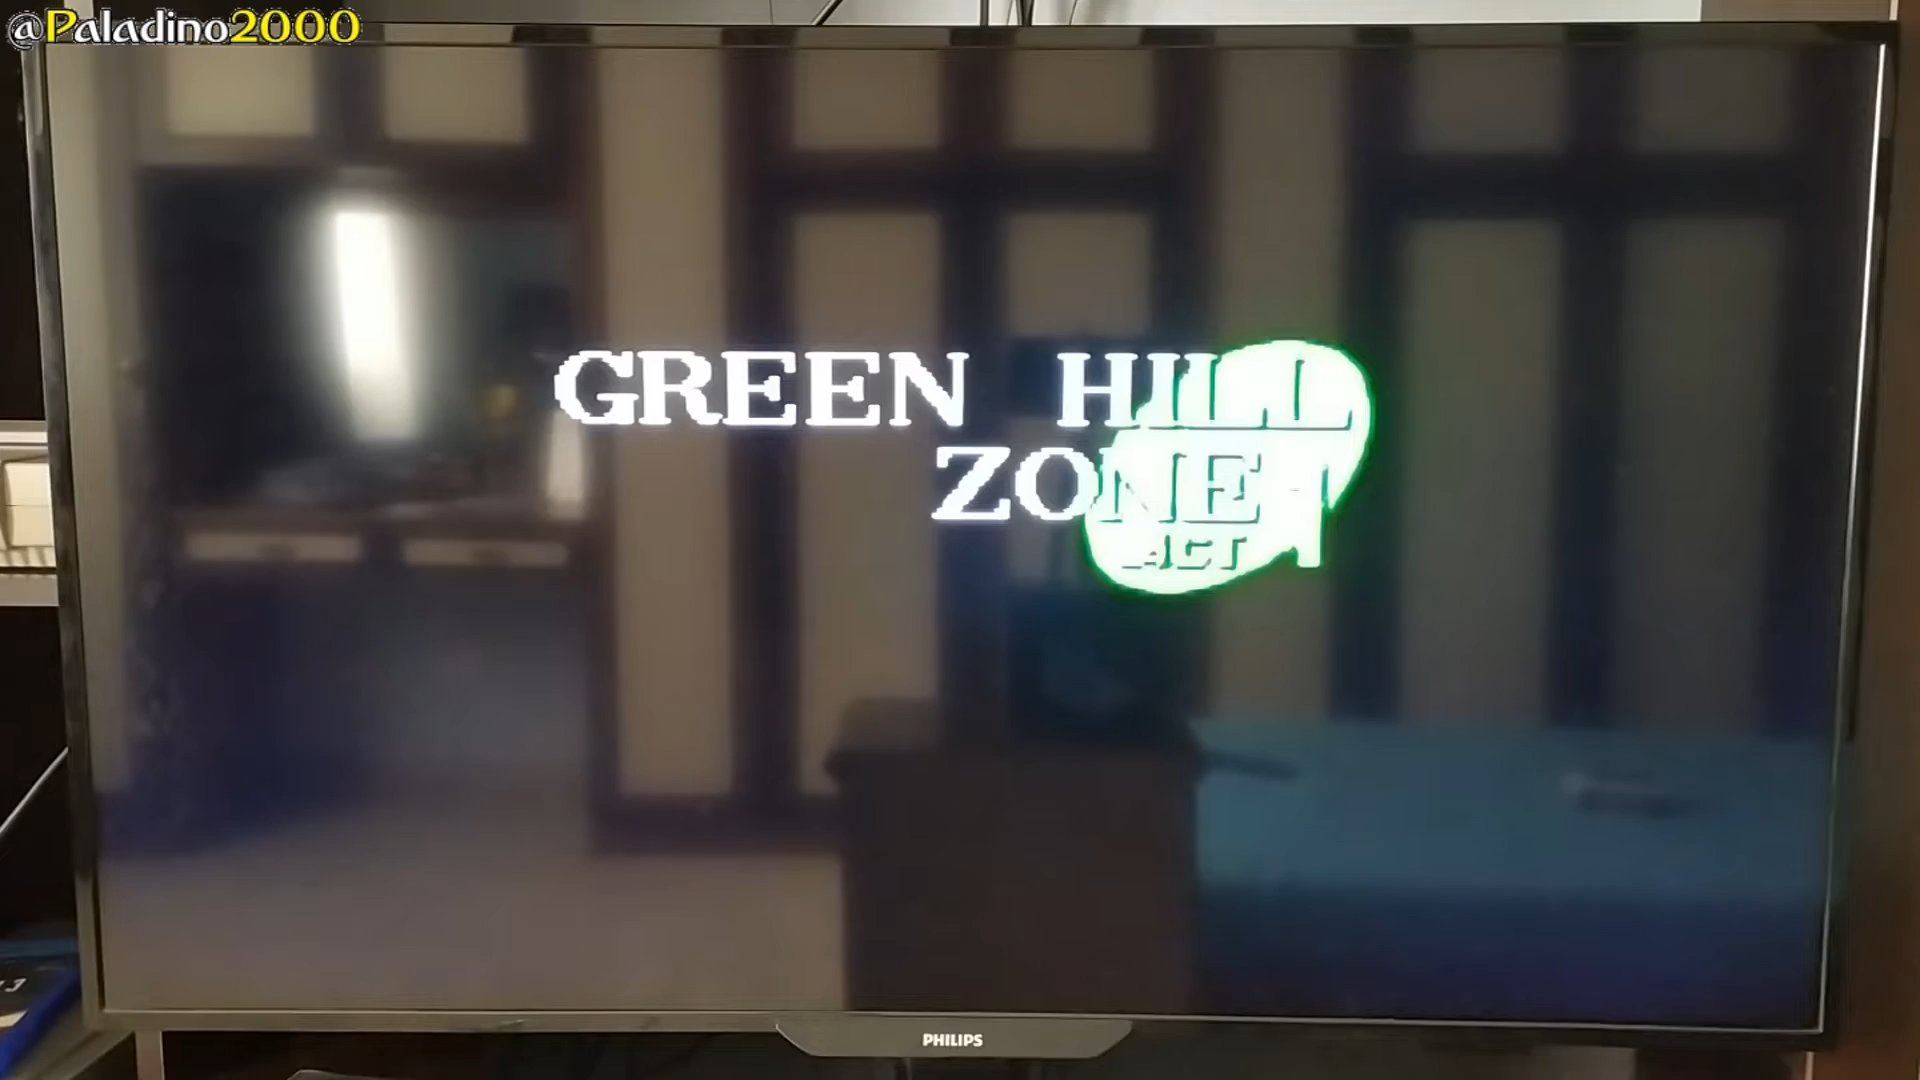 @Paladino2000
GREEN HILL
ZONE
ACT 1
PHILIPS